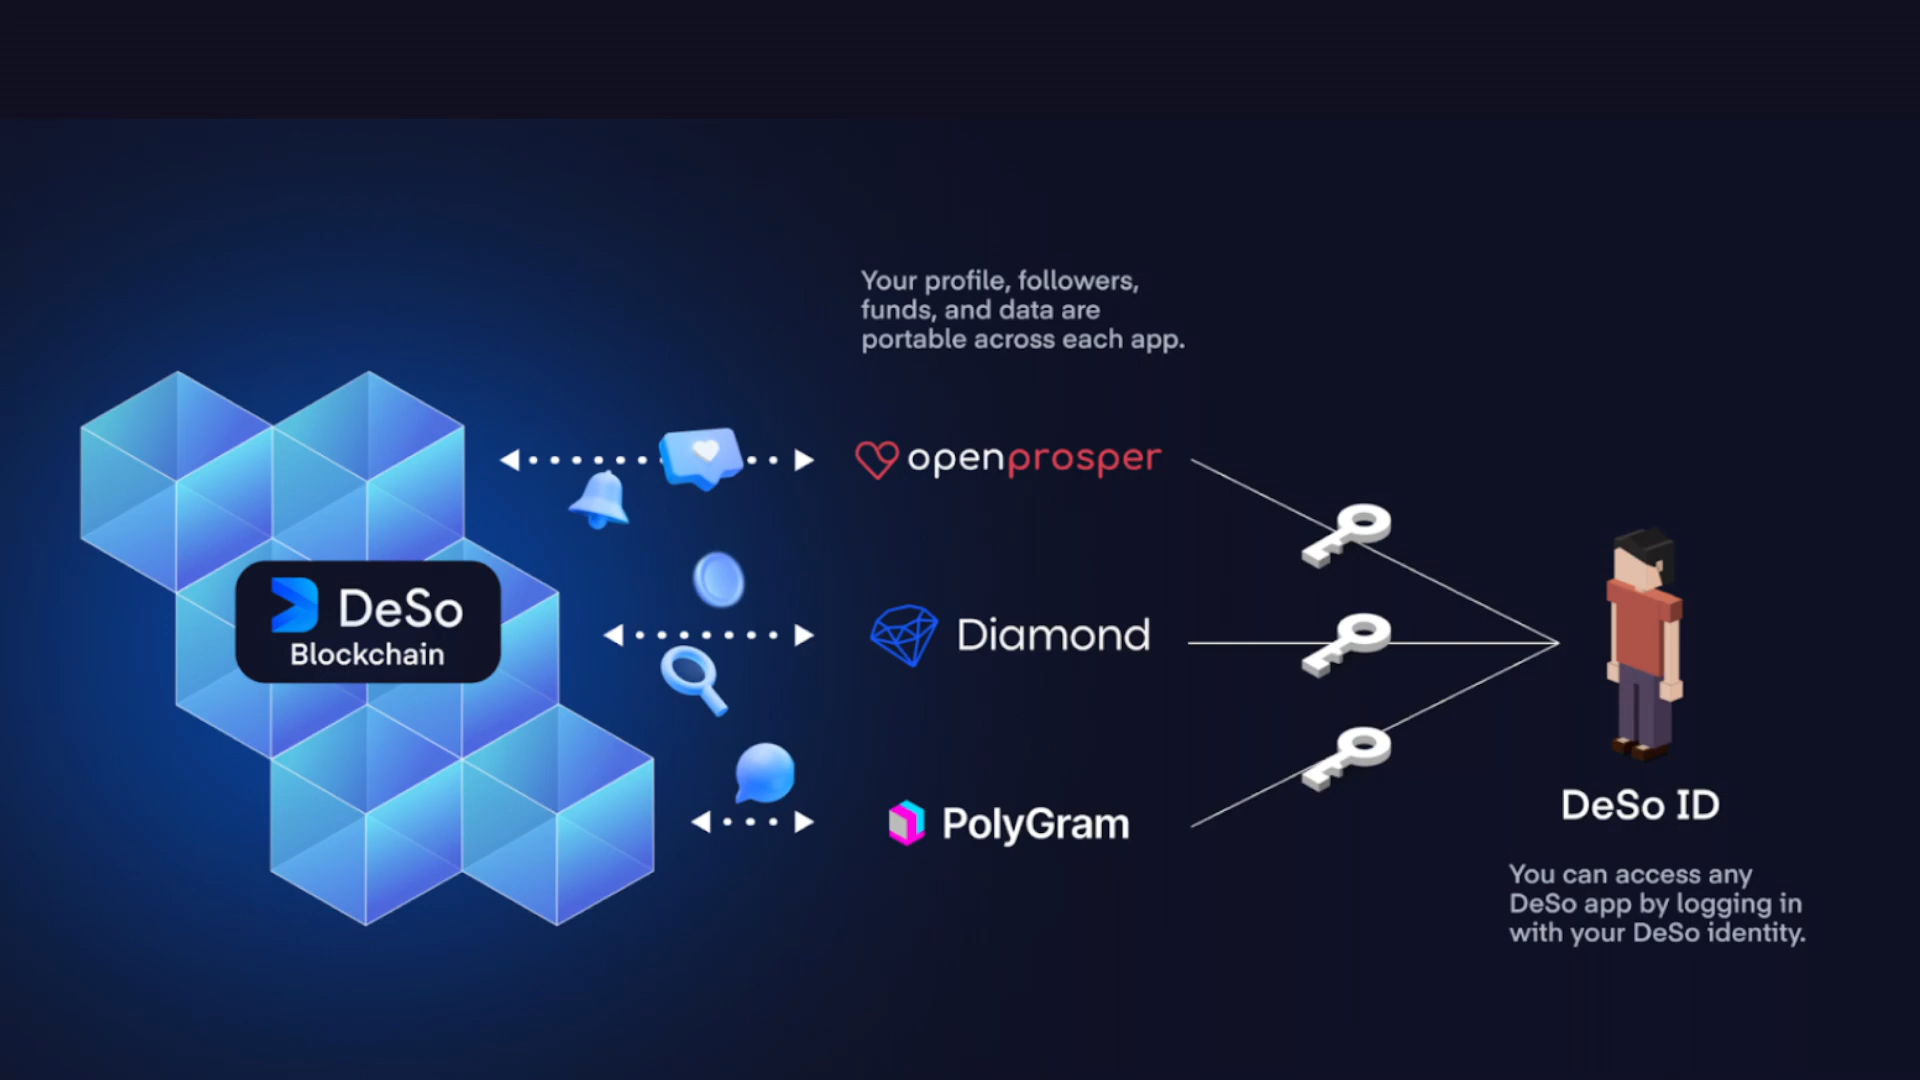 Your profile, followers,
funds, and data are
portable across each app.
openprosper
DeSo
Blockchain
Diamond
PolyGram
DeSo ID
You can access any
DeSo app by logging in
with your DeSo identity.